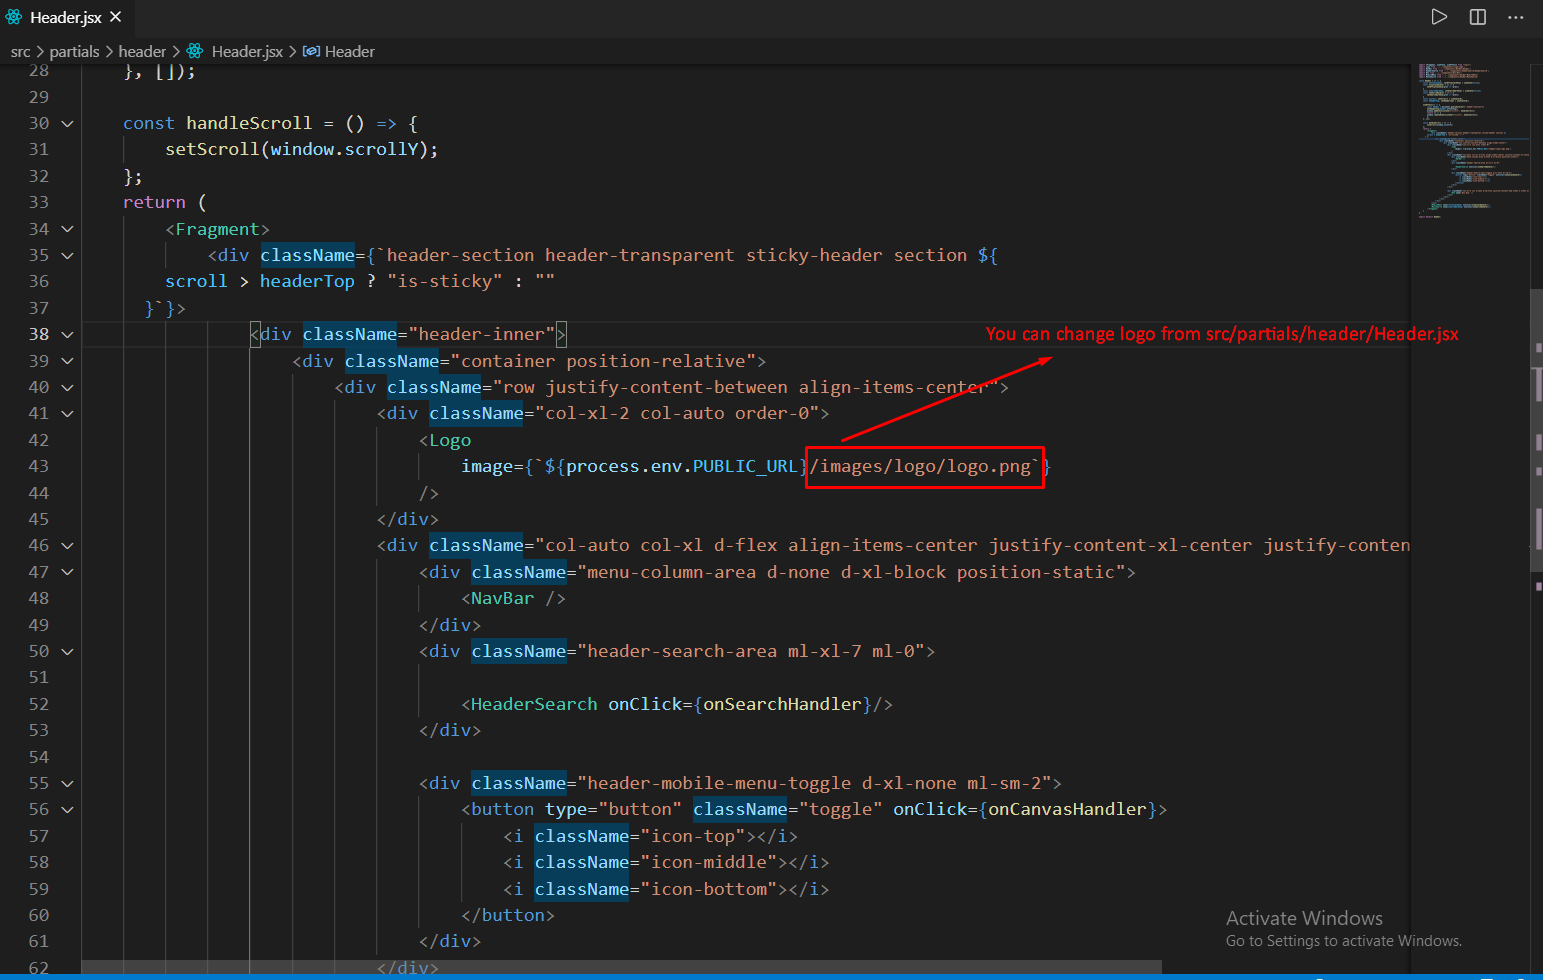 Header.jsx
src > partials > header > Header.jsx > Header
28 }, []);
29
30 const handleScroll = () => {
31 setScroll(window.scrollY);
32 };
33 return (
34 <Fragment>
35 <div className={`header-section header-transparent sticky-header section ${
36 scroll > headerTop ? "is-sticky" : ""
37 }`}>
38 <div className="header-inner">
You can change logo from src/partials/header/Header.jsx
39 <div className="container position-relative">
40 <div className="row justify-content-between align-items-center">
41 <div className="col-xl-2 col-auto order-0">
42 <Logo
43 image={`${process.env.PUBLIC_URL}/images/logo/logo.png`}
44 />
45 </div>
46 <div className="col-auto col-xl d-flex align-items-center justify-content-xl-center justify-conten
47 <div className="menu-column-area d-none d-xl-block position-static">
48 <NavBar />
49 </div>
50 <div className="header-search-area ml-xl-7 ml-0">
51
52 <HeaderSearch onClick={onSearchHandler}/>
53 </div>
54
55 <div className="header-mobile-menu-toggle d-xl-none ml-sm-2">
56 <button type="button" className="toggle" onClick={onCanvasHandler}>
57 <i className="icon-top"></i>
58 <i className="icon-middle"></i>
59 <i className="icon-bottom"></i>
60 </button>
61 </div>
62 </div>
Activate Windows
Go to Settings to activate Windows.